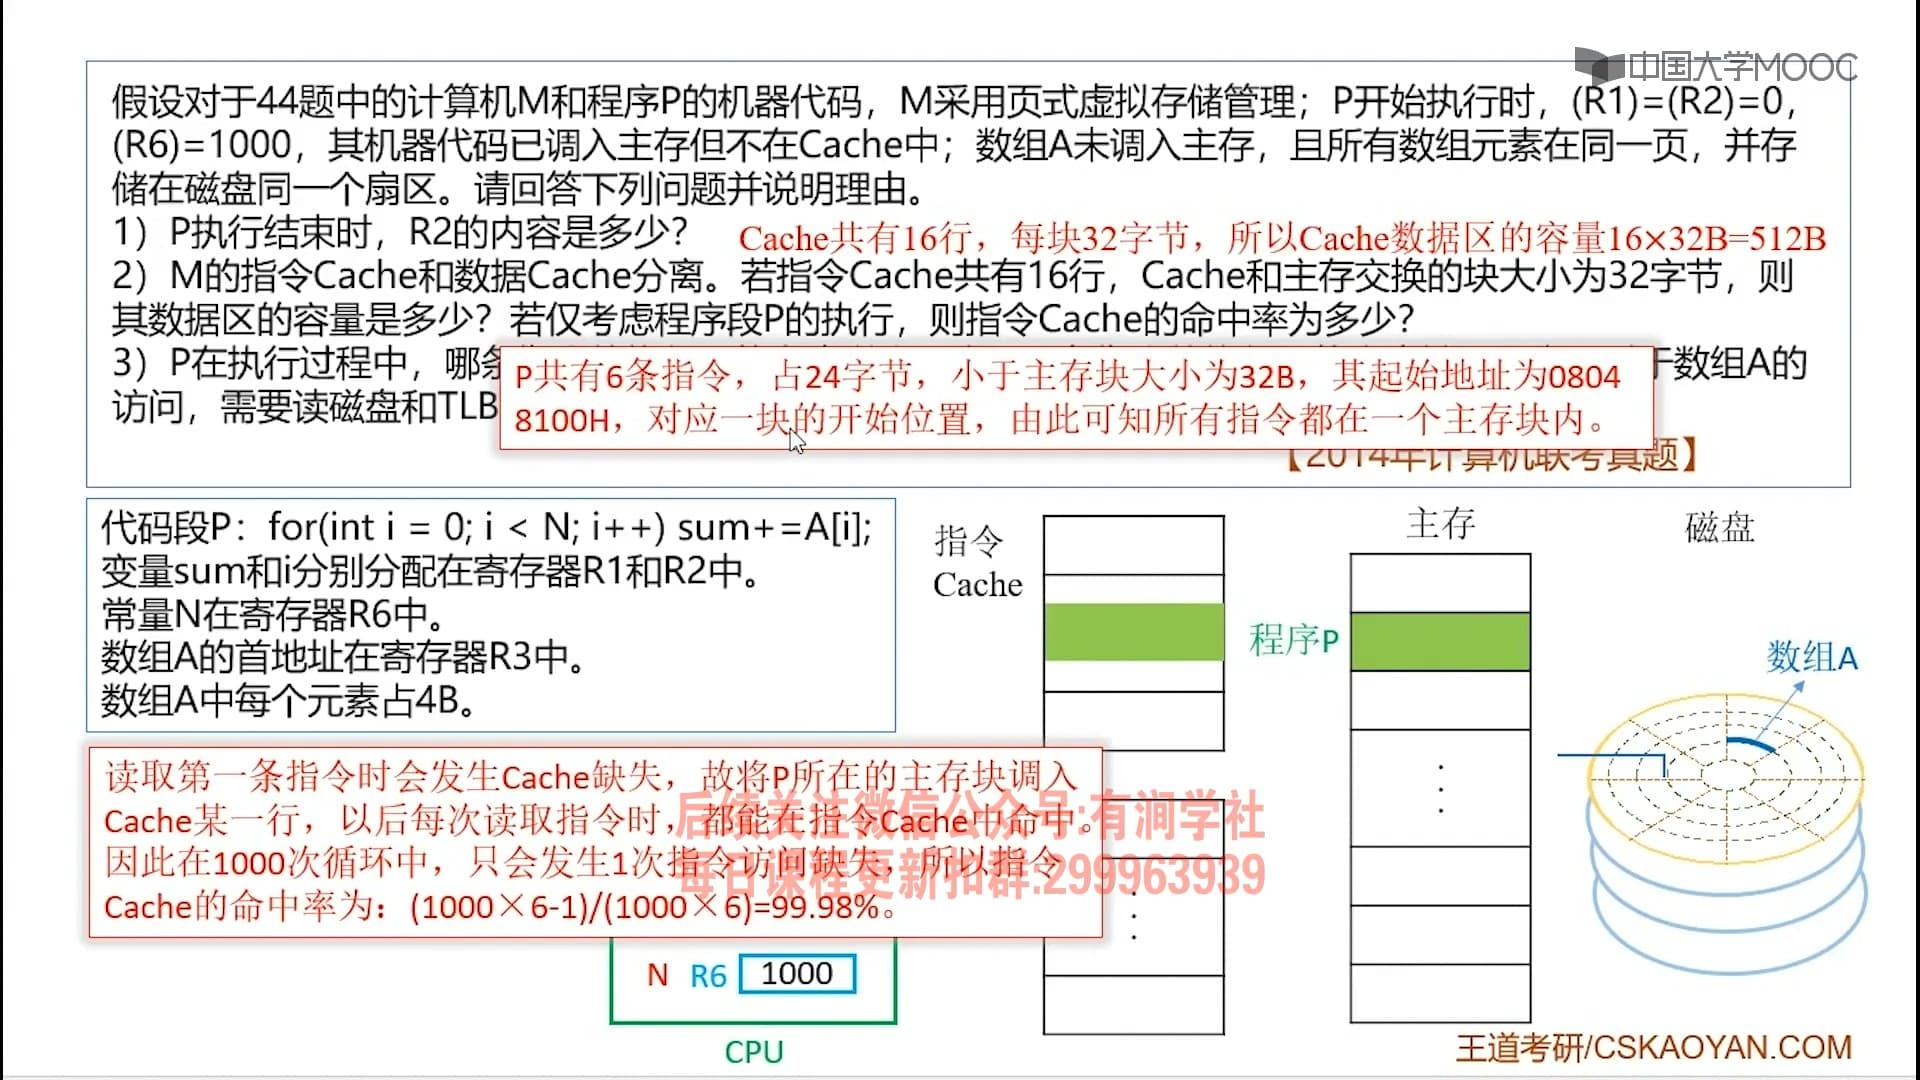 中国大学MOOC
假设对于44题中的计算机M和程序P的机器代码，M采用页式虚拟存储管理；P开始执行时，(R1)=(R2)=0，
(R6)=1000，其机器代码已调入主存但不在Cache中；数组A未调入主存，且所有数组元素在同一页，并存
储在磁盘同一个扇区。请回答下列问题并说明理由。
1）P执行结束时，R2的内容是多少？
Cache共有16行，每块32字节，所以Cache数据区的容量16×32B=512B
2）M的指令Cache和数据Cache分离。若指令Cache共有16行，Cache和主存交换的块大小为32字节，则
其数据区的容量是多少？若仅考虑程序段P的执行，则指令Cache的命中率为多少？
3）P在执行过程中，哪条
于数组A的
访问，需要读磁盘和TLB
P共有6条指令，占24字节，小于主存块大小为32B，其起始地址为0804
8100H，对应一块的开始位置，由此可知所有指令都在一个主存块内。
【2014年计算机联考真题】
代码段P：for(int i = 0; i < N; i++) sum+=A[i];
变量sum和i分别分配在寄存器R1和R2中。
常量N在寄存器R6中。
数组A的首地址在寄存器R3中。
数组A中每个元素占4B。
指令
Cache
主存
磁盘
程序P
数组A
读取第一条指令时会发生Cache缺失，故将P所在的主存块调入
Cache某一行，以后每次读取指令时，都能在指令Cache中命中。
因此在1000次循环中，只会发生1次指令访问缺失，所以指令
Cache的命中率为：(1000×6-1)/(1000×6)=99.98%。
后续关注微信公众号:有润学社
每日课程更新扣群:299963939
N R6 1000
CPU
王道考研/CSKAOYAN.COM